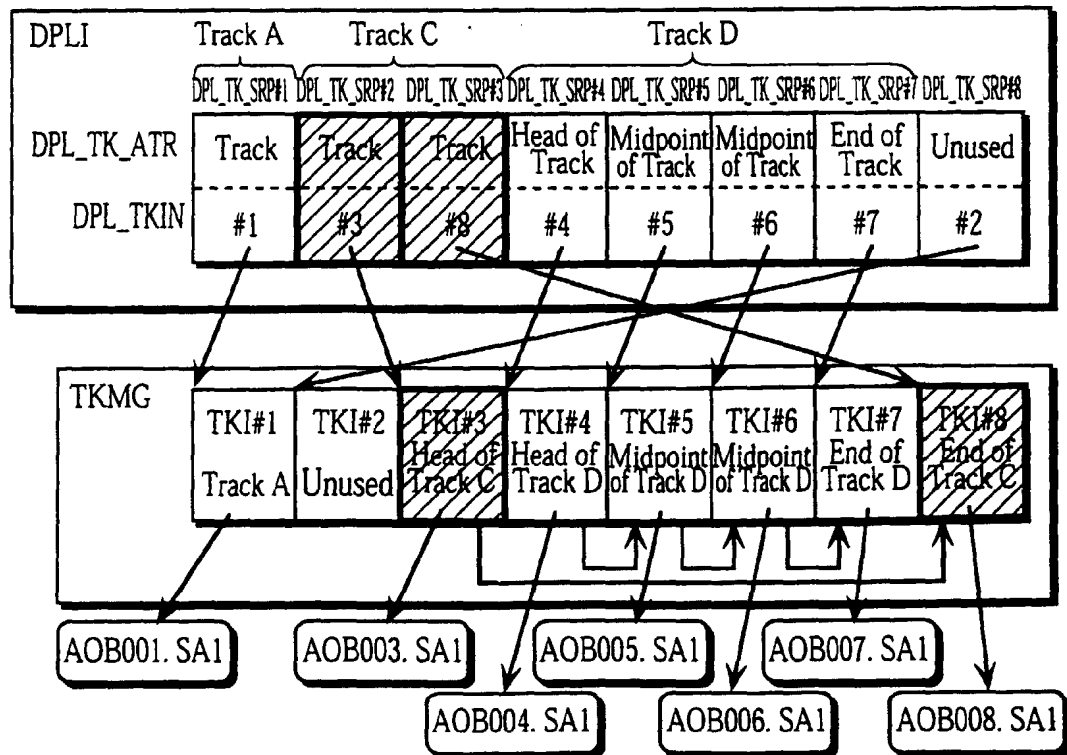 DPLI
Track A
Track C
Track D
DPL_TK_SRP#1 DPL_TK_SRP#2 DPL_TK_SRP#3 DPL_TK_SRP#4 DPL_TK_SRP#5 DPL_TK_SRP#6 DPL_TK_SRP#7 DPL_TK_SRP#8
DPL_TK_ATR
Track
Track
Track
Head of
Track
Midpoint
of Track
Midpoint
of Track
End of
Track
Unused
DPL_TKIN
#1
#3
#8
#4
#5
#6
#7
#2
TKMG
TKI#1
Track A
TKI#2
Unused
TKI#3
Head of
Track C
TKI#4
Head of
Track D
TKI#5
Midpoint
of Track D
TKI#6
Midpoint
of Track D
TKI#7
End of
Track D
TKI#8
End of
Track C
AOB001. SA1
AOB003. SA1
AOB005. SA1
AOB007. SA1
AOB004. SA1
AOB006. SA1
AOB008. SA1